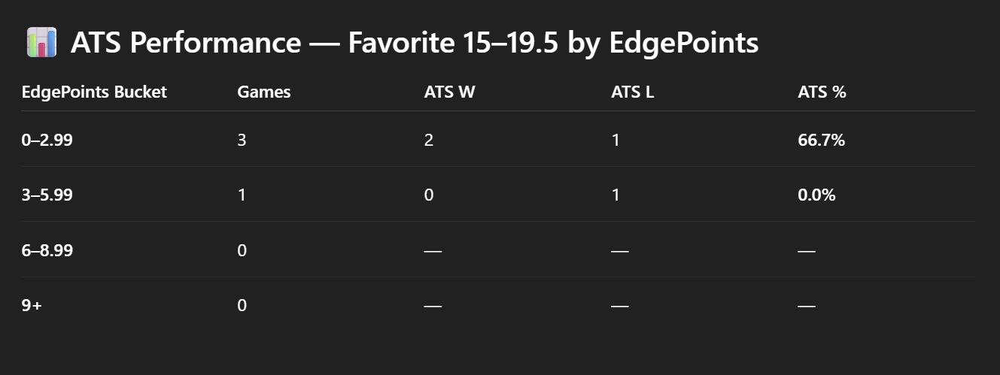 ATS Performance — Favorite 15–19.5 by EdgePoints
EdgePoints Bucket Games ATS W ATS L ATS %
0–2.99 3 2 1 66.7%
3–5.99 1 0 1 0.0%
6–8.99 0 — — —
9+ 0 — — —